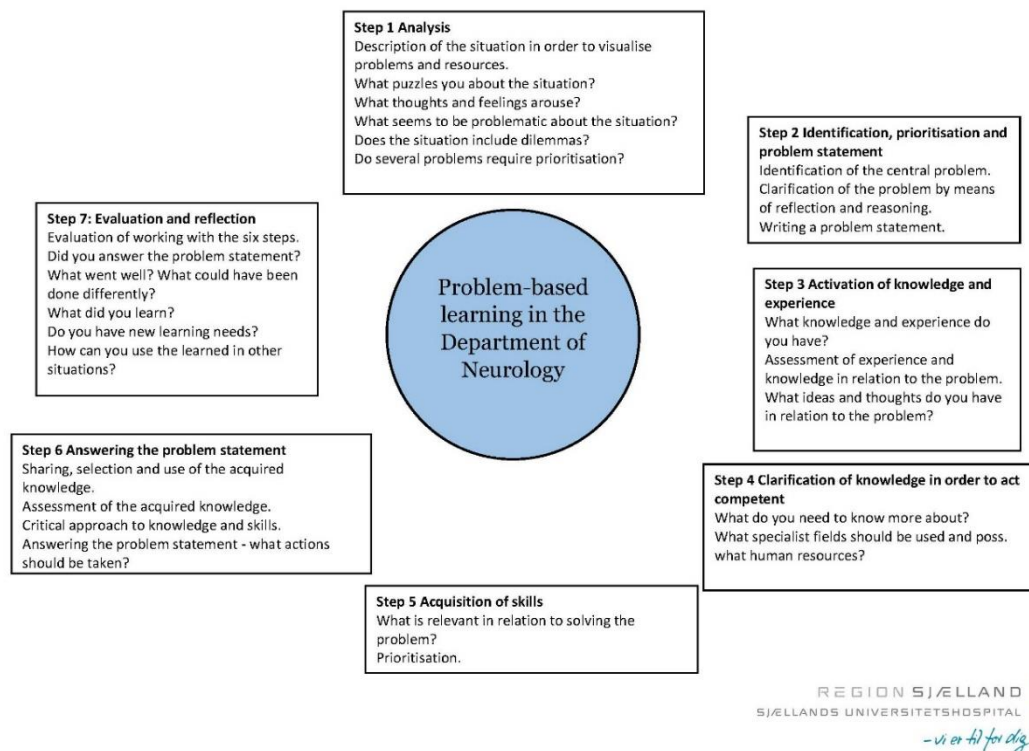 Step 1 Analysis
Description of the situation in order to visualise
problems and resources.
What puzzles you about the situation?
What thoughts and feelings arouse?
What seems to be problematic about the situation?
Does the situation include dilemmas?
Do several problems require prioritisation?
Step 2 Identification, prioritisation and
problem statement
Identification of the central problem.
Clarification of the problem by means
of reflection and reasoning.
Writing a problem statement.
Step 3 Activation of knowledge and
experience
What knowledge and experience do
you have?
Assessment of experience and
knowledge in relation to the problem.
What ideas and thoughts do you have
in relation to the problem?
Step 4 Clarification of knowledge in order to act
competent
What do you need to know more about?
What specialist fields should be used and poss.
what human resources?
Step 5 Acquisition of skills
What is relevant in relation to solving the
problem?
Prioritisation.
Step 6 Answering the problem statement
Sharing, selection and use of the acquired
knowledge.
Assessment of the acquired knowledge.
Critical approach to knowledge and skills.
Answering the problem statement - what actions
should be taken?
Step 7: Evaluation and reflection
Evaluation of working with the six steps.
Did you answer the problem statement?
What went well? What could have been
done differently?
What did you learn?
Do you have new learning needs?
How can you use the learned in other
situations?
Problem-based
learning in the
Department of
Neurology
REGION SJÆLLAND
SJÆLLANDS UNIVERSITETSHOSPITAL
- vi er til for dig